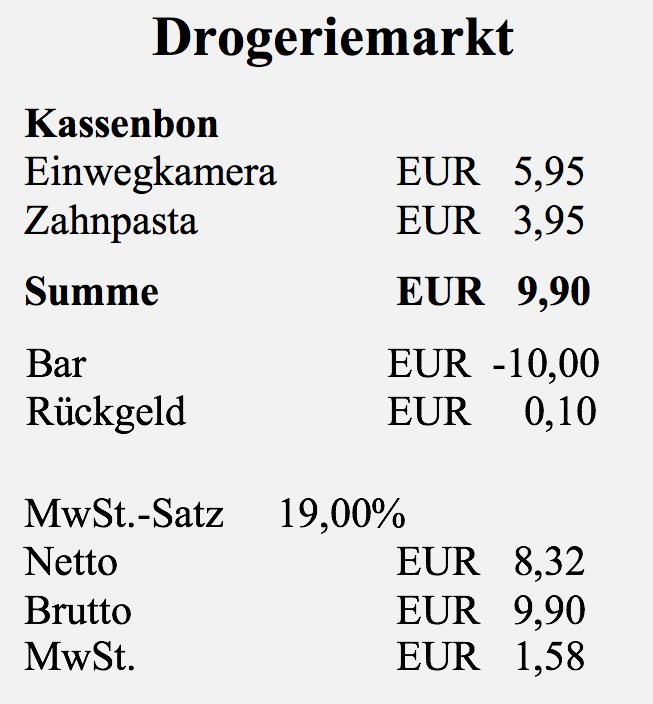 Drogeriemarkt
Kassenbon
Einwegkamera EUR 5,95
Zahnpasta EUR 3,95
Summe EUR 9,90
Bar EUR -10,00
Rückgeld EUR 0,10
MwSt.-Satz 19,00%
Netto EUR 8,32
Brutto EUR 9,90
MwSt. EUR 1,58